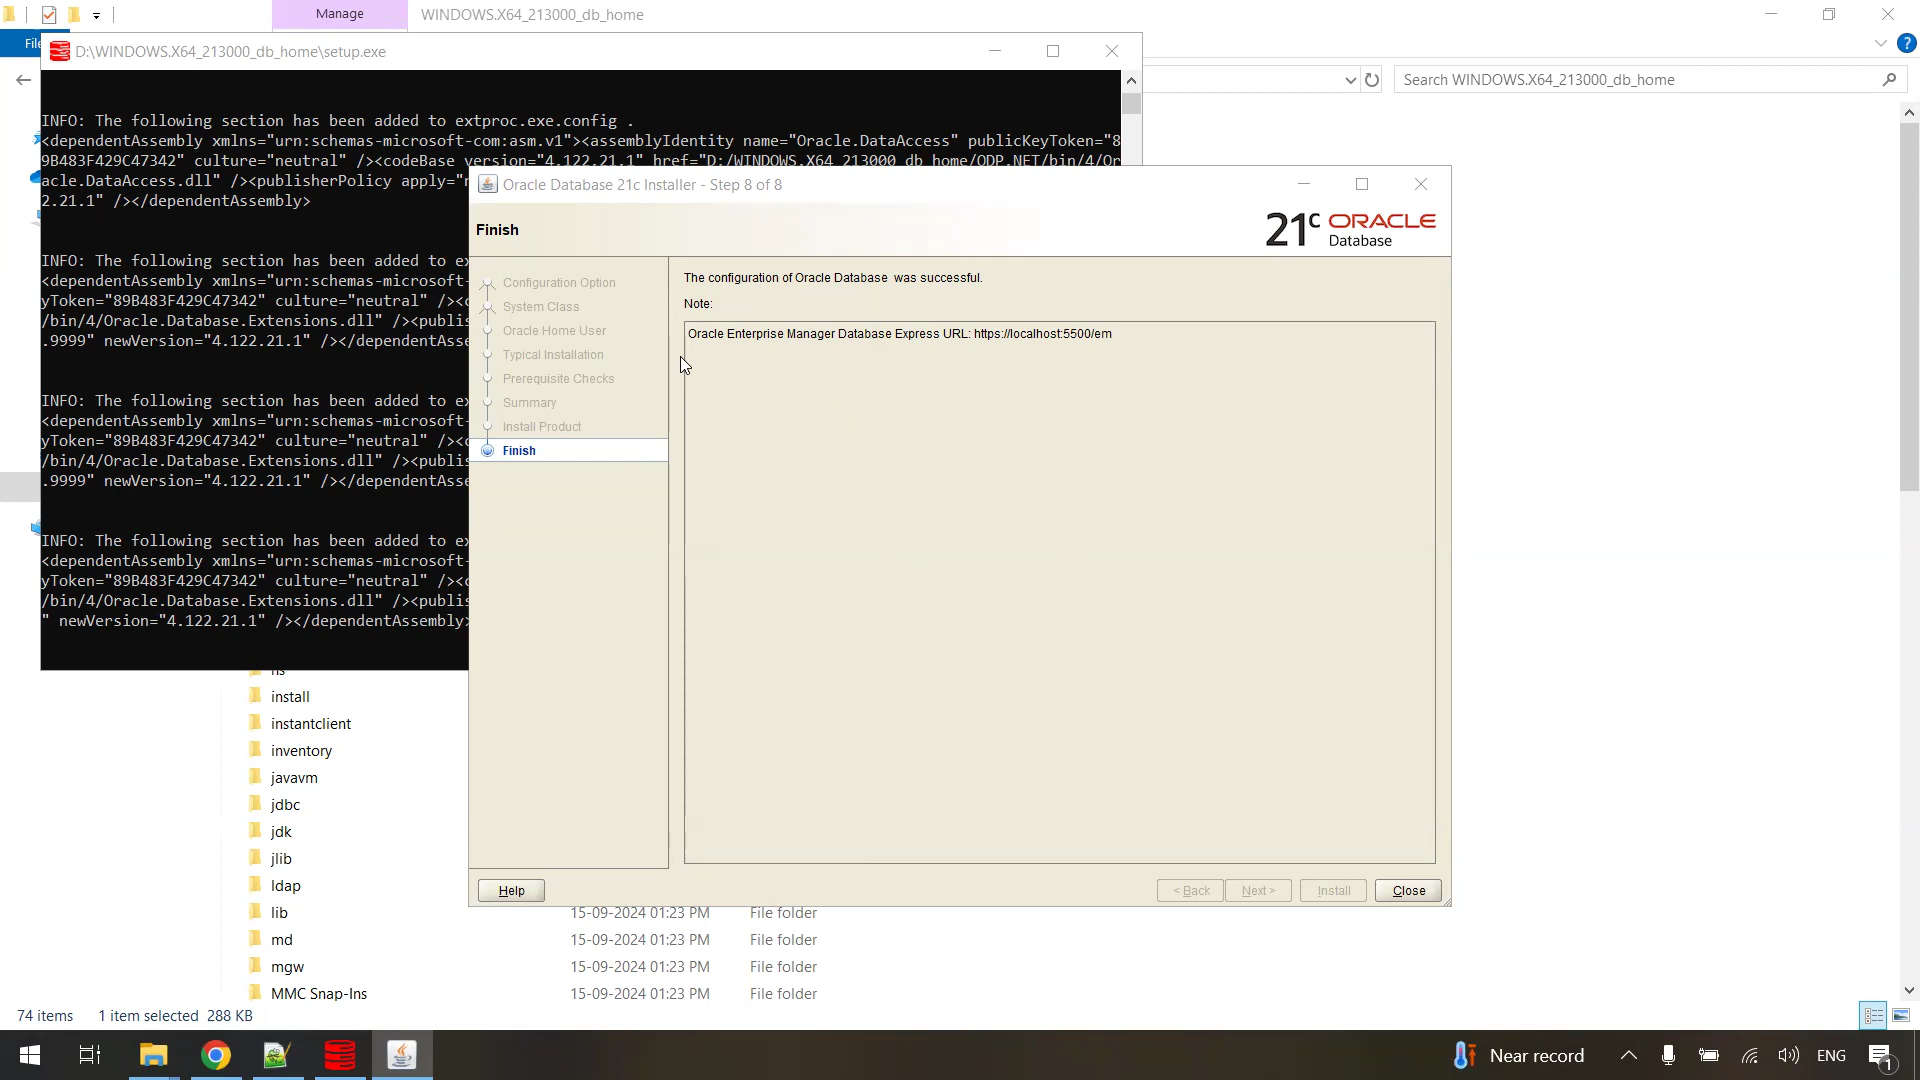 Manage
WINDOWS.X64_213000_db_home
File
D:\WINDOWS.X64_213000_db_home\setup.exe
Search WINDOWS.X64_213000_db_home
INFO: The following section has been added to extproc.exe.config .
<dependentAssembly xmlns="urn:schemas-microsoft-com:asm.v1"><assemblyIdentity name="Oracle.DataAccess" publicKeyToken="8
9B483F429C47342" culture="neutral" /><codeBase version="4.122.21.1" href="D:/WINDOWS.X64_213000_db_home/ODP.NET/bin/4/Or
acle.DataAccess.dll" /><publisherPolicy apply="
2.21.1" /></dependentAssembly>
INFO: The following section has been added to ex
<dependentAssembly xmlns="urn:schemas-microsoft-
yToken="89B483F429C47342" culture="neutral" /><
/bin/4/Oracle.Database.Extensions.dll" /><publis
.9999" newVersion="4.122.21.1" /></dependentAsse
INFO: The following section has been added to ex
<dependentAssembly xmlns="urn:schemas-microsoft-
yToken="89B483F429C47342" culture="neutral" /><
/bin/4/Oracle.Database.Extensions.dll" /><publis
.9999" newVersion="4.122.21.1" /></dependentAsse
INFO: The following section has been added to ex
<dependentAssembly xmlns="urn:schemas-microsoft-
yToken="89B483F429C47342" culture="neutral" /><
/bin/4/Oracle.Database.Extensions.dll" /><publis
" newVersion="4.122.21.1" /></dependentAssembly>
Oracle Database 21c Installer - Step 8 of 8
Finish
21c ORACLE
Database
Configuration Option
System Class
Oracle Home User
Typical Installation
Prerequisite Checks
Summary
Install Product
Finish
The configuration of Oracle Database was successful.
Note:
Oracle Enterprise Manager Database Express URL: https://localhost:5500/em
Help
< Back
Next >
Install
Close
install
instantclient
inventory
javavm
jdbc
jdk
jlib
ldap
lib 15-09-2024 01:23 PM File folder
md 15-09-2024 01:23 PM File folder
mgw 15-09-2024 01:23 PM File folder
MMC Snap-Ins 15-09-2024 01:23 PM File folder
74 items 1 item selected 288 KB
Near record
ENG
1